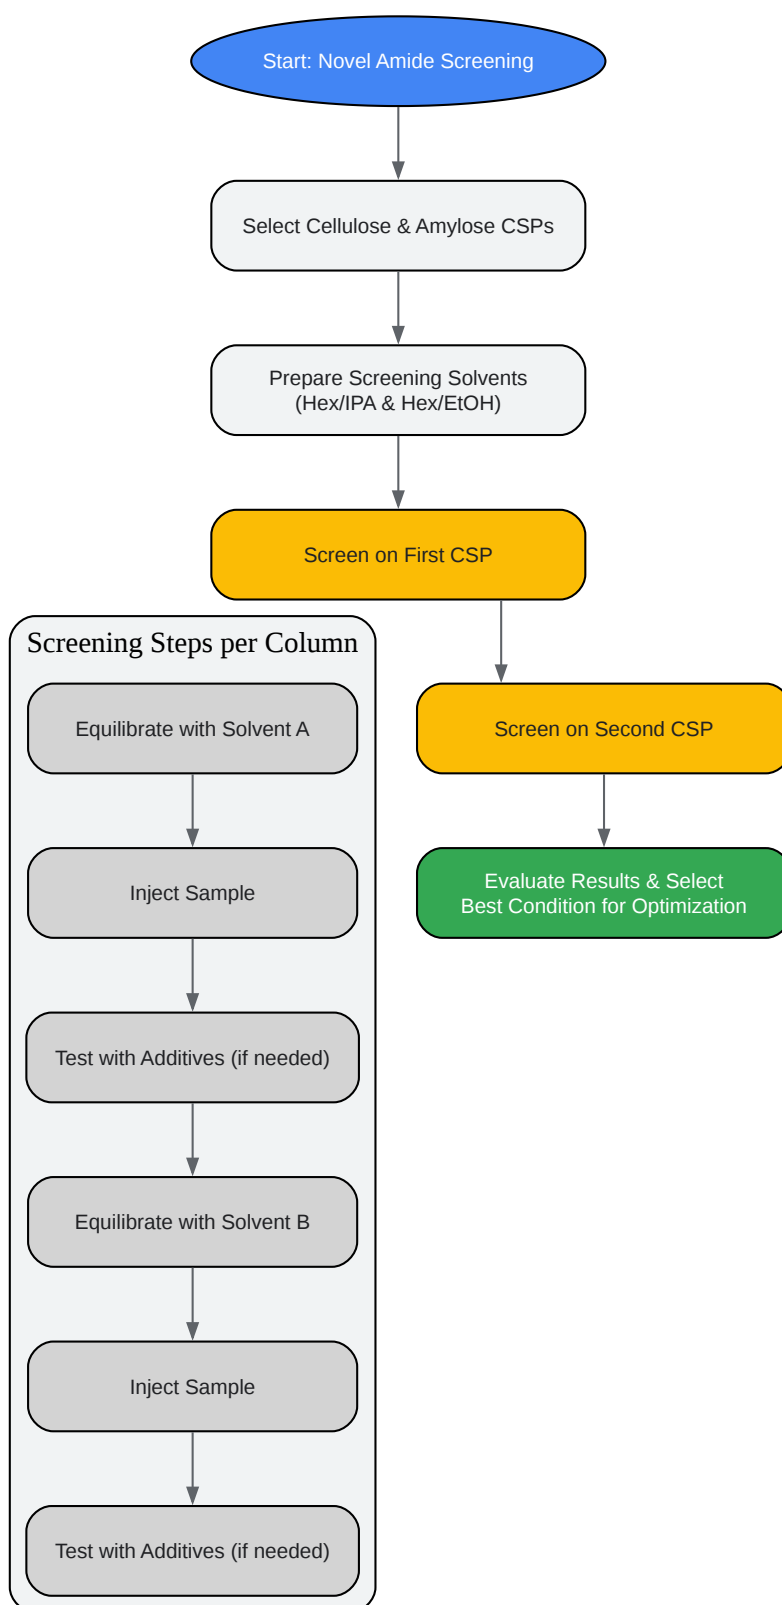 Start: Novel Amide Screening
Select Cellulose & Amylose CSPs
Prepare Screening Solvents
(Hex/IPA & Hex/EtOH)
Screen on First CSP
Screening Steps per Column
Equilibrate with Solvent A
Inject Sample
Test with Additives (if needed)
Equilibrate with Solvent B
Inject Sample
Test with Additives (if needed)
Screen on Second CSP
Evaluate Results & Select
Best Condition for Optimization